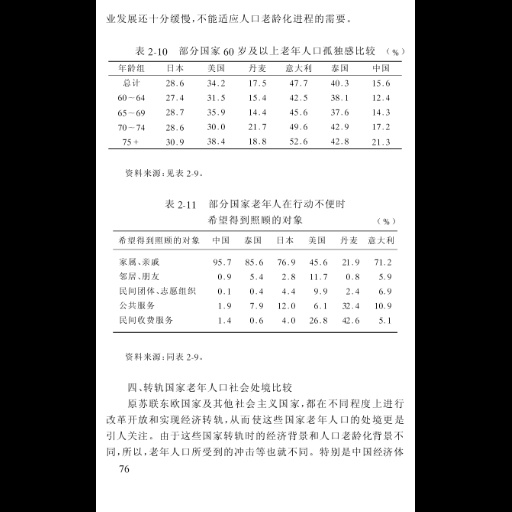 业发展还十分缓慢,不能适应人口老龄化进程的需要。
表 2-10 部分国家 60 岁及以上老年人口孤独感比较 (%)
年龄组 日本 美国 丹麦 意大利 泰国 中国
总计 28.6 34.2 17.5 47.7 40.3 15.6
60~64 27.4 31.5 15.4 42.5 38.1 12.4
65~69 28.7 35.9 14.4 45.6 37.6 14.3
70~74 28.6 30.0 21.7 49.6 42.9 17.2
75+ 30.9 38.4 18.8 52.6 42.8 21.3
资料来源:见表 2-9。
表 2-11 部分国家老年人在行动不便时
希望得到照顾的对象 (%)
希望得到照顾的对象 中国 泰国 日本 美国 丹麦 意大利
家属、亲戚 95.7 85.6 76.9 45.6 21.9 71.2
邻居、朋友 0.9 5.4 2.8 11.7 0.8 5.9
民间团体、志愿组织 0.1 0.4 4.4 9.9 2.4 6.9
公共服务 1.9 7.9 12.0 6.1 32.4 10.9
民间收费服务 1.4 0.6 4.0 26.8 42.6 5.1
资料来源:同表 2-9。
四、转轨国家老年人口社会处境比较
原苏联东欧国家及其他社会主义国家,都在不同程度上进行
改革开放和实现经济转轨,从而使这些国家老年人口的处境更是
引人关注。由于这些国家转轨时的经济背景和人口老龄化背景不
同,所以,老年人口所受到的冲击等也就不同。特别是中国经济体
76